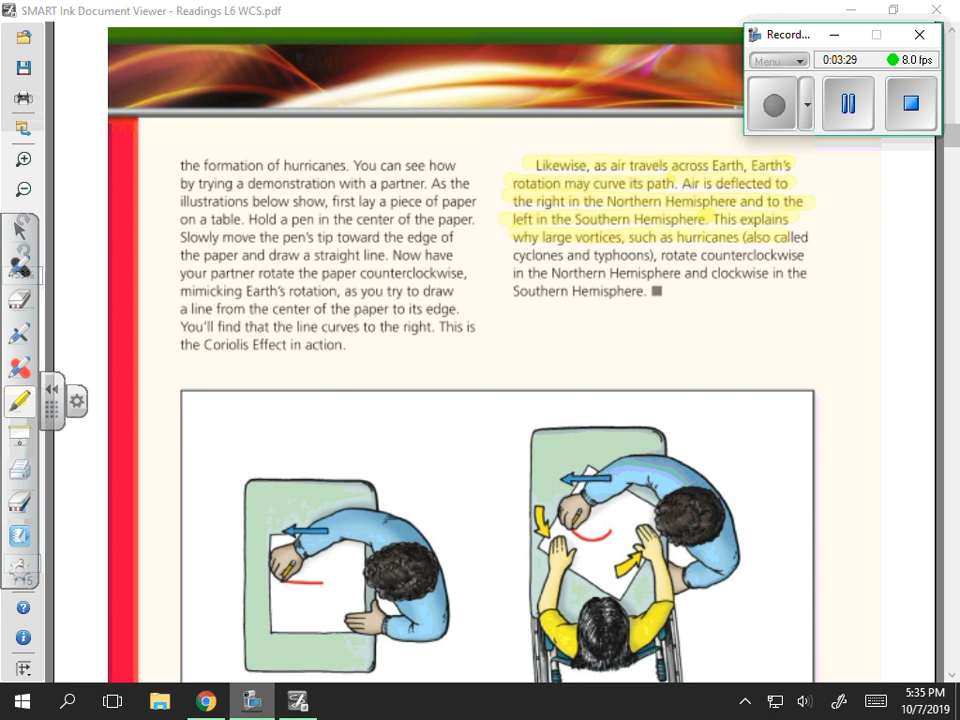 SMART Ink Document Viewer - Readings L6 WCS.pdf
Record...
Menu
0:03:29
8.0 fps
the formation of hurricanes. You can see how
by trying a demonstration with a partner. As the
illustrations below show, first lay a piece of paper
on a table. Hold a pen in the center of the paper.
Slowly move the pen's tip toward the edge of
the paper and draw a straight line. Now have
your partner rotate the paper counterclockwise,
mimicking Earth's rotation, as you try to draw
a line from the center of the paper to its edge.
You'll find that the line curves to the right. This is
the Coriolis Effect in action.
Likewise, as air travels across Earth, Earth's
rotation may curve its path. Air is deflected to
the right in the Northern Hemisphere and to the
left in the Southern Hemisphere. This explains
why large vortices, such as hurricanes (also called
cyclones and typhoons), rotate counterclockwise
in the Northern Hemisphere and clockwise in the
Southern Hemisphere.
5:35 PM
10/7/2019